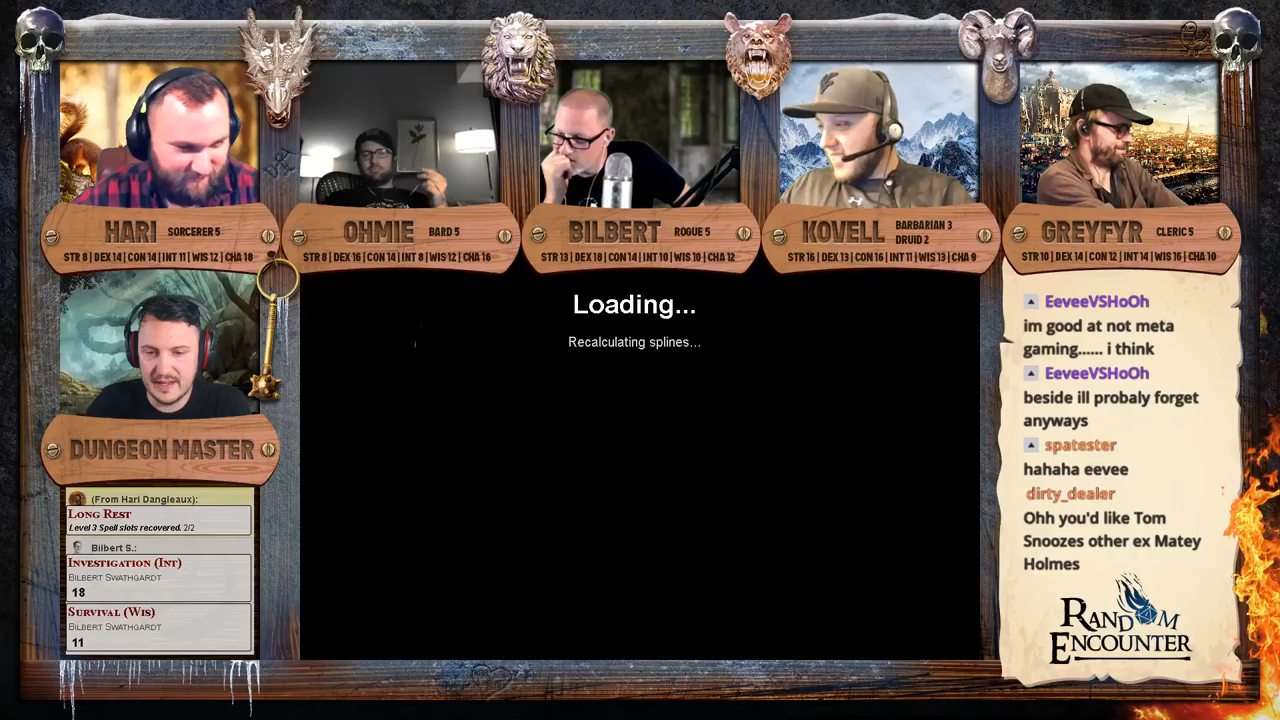 HARI SORCERER 5
STR 8 | DEX 14 | CON 14 | INT 11 | WIS 12 | CHA 18
OHMIE BARD 5
STR 8 | DEX 16 | CON 14 | INT 8 | WIS 12 | CHA 16
BILBERT ROGUE 5
STR 13 | DEX 18 | CON 14 | INT 10 | WIS 10 | CHA 12
KOVELL BARBARIAN 3
DRUID 2
STR 16 | DEX 13 | CON 16 | INT 11 | WIS 13 | CHA 9
GREYFYR CLERIC 5
STR 10 | DEX 14 | CON 12 | INT 14 | WIS 16 | CHA 10
DUNGEON MASTER
(From Hari Dangleaux):
LONG REST
Level 3 Spell slots recovered. 2/2
Bilbert S.:
INVESTIGATION (INT)
BILBERT SWATHGARDT
18
SURVIVAL (WIS)
BILBERT SWATHGARDT
11
Loading...
Recalculating splines...
EeveeVSHoOh
im good at not meta
gaming...... i think
EeveeVSHoOh
beside ill probaly forget
anyways
spatester
hahaha eevee
dirty_dealer
Ohh you'd like Tom
Snoozes other ex Matey
Holmes
RANDOM
ENCOUNTER